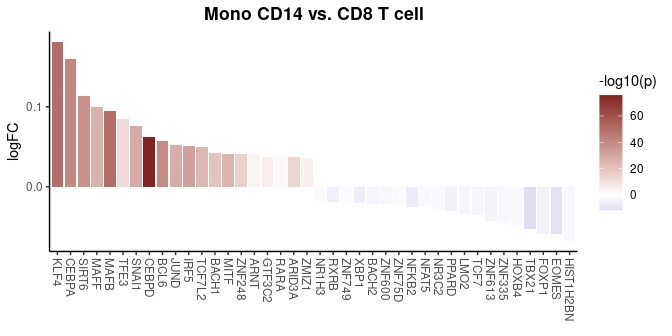 Mono CD14 vs. CD8 T cell
logFC
0.1
0.0
KLF4
CEBPA
SIRT6
MAFF
MAFB
TFE3
SNAI1
CEBPD
BCL6
JUND
IRF5
TCF7L2
BACH1
MITF
ZNF248
ARNT
GTF3C2
RARA
ARID3A
ZMIZ1
NR1H3
RXRB
ZNF749
XBP1
BACH2
ZNF600
ZNF75D
NFKB2
NFAT5
NR3C2
PPARD
LMO2
TCF7
ZNF613
ZNF335
HOXB4
TBX21
FOXP1
EOMES
HIST1H2BN
-log10(p)
60
40
20
0